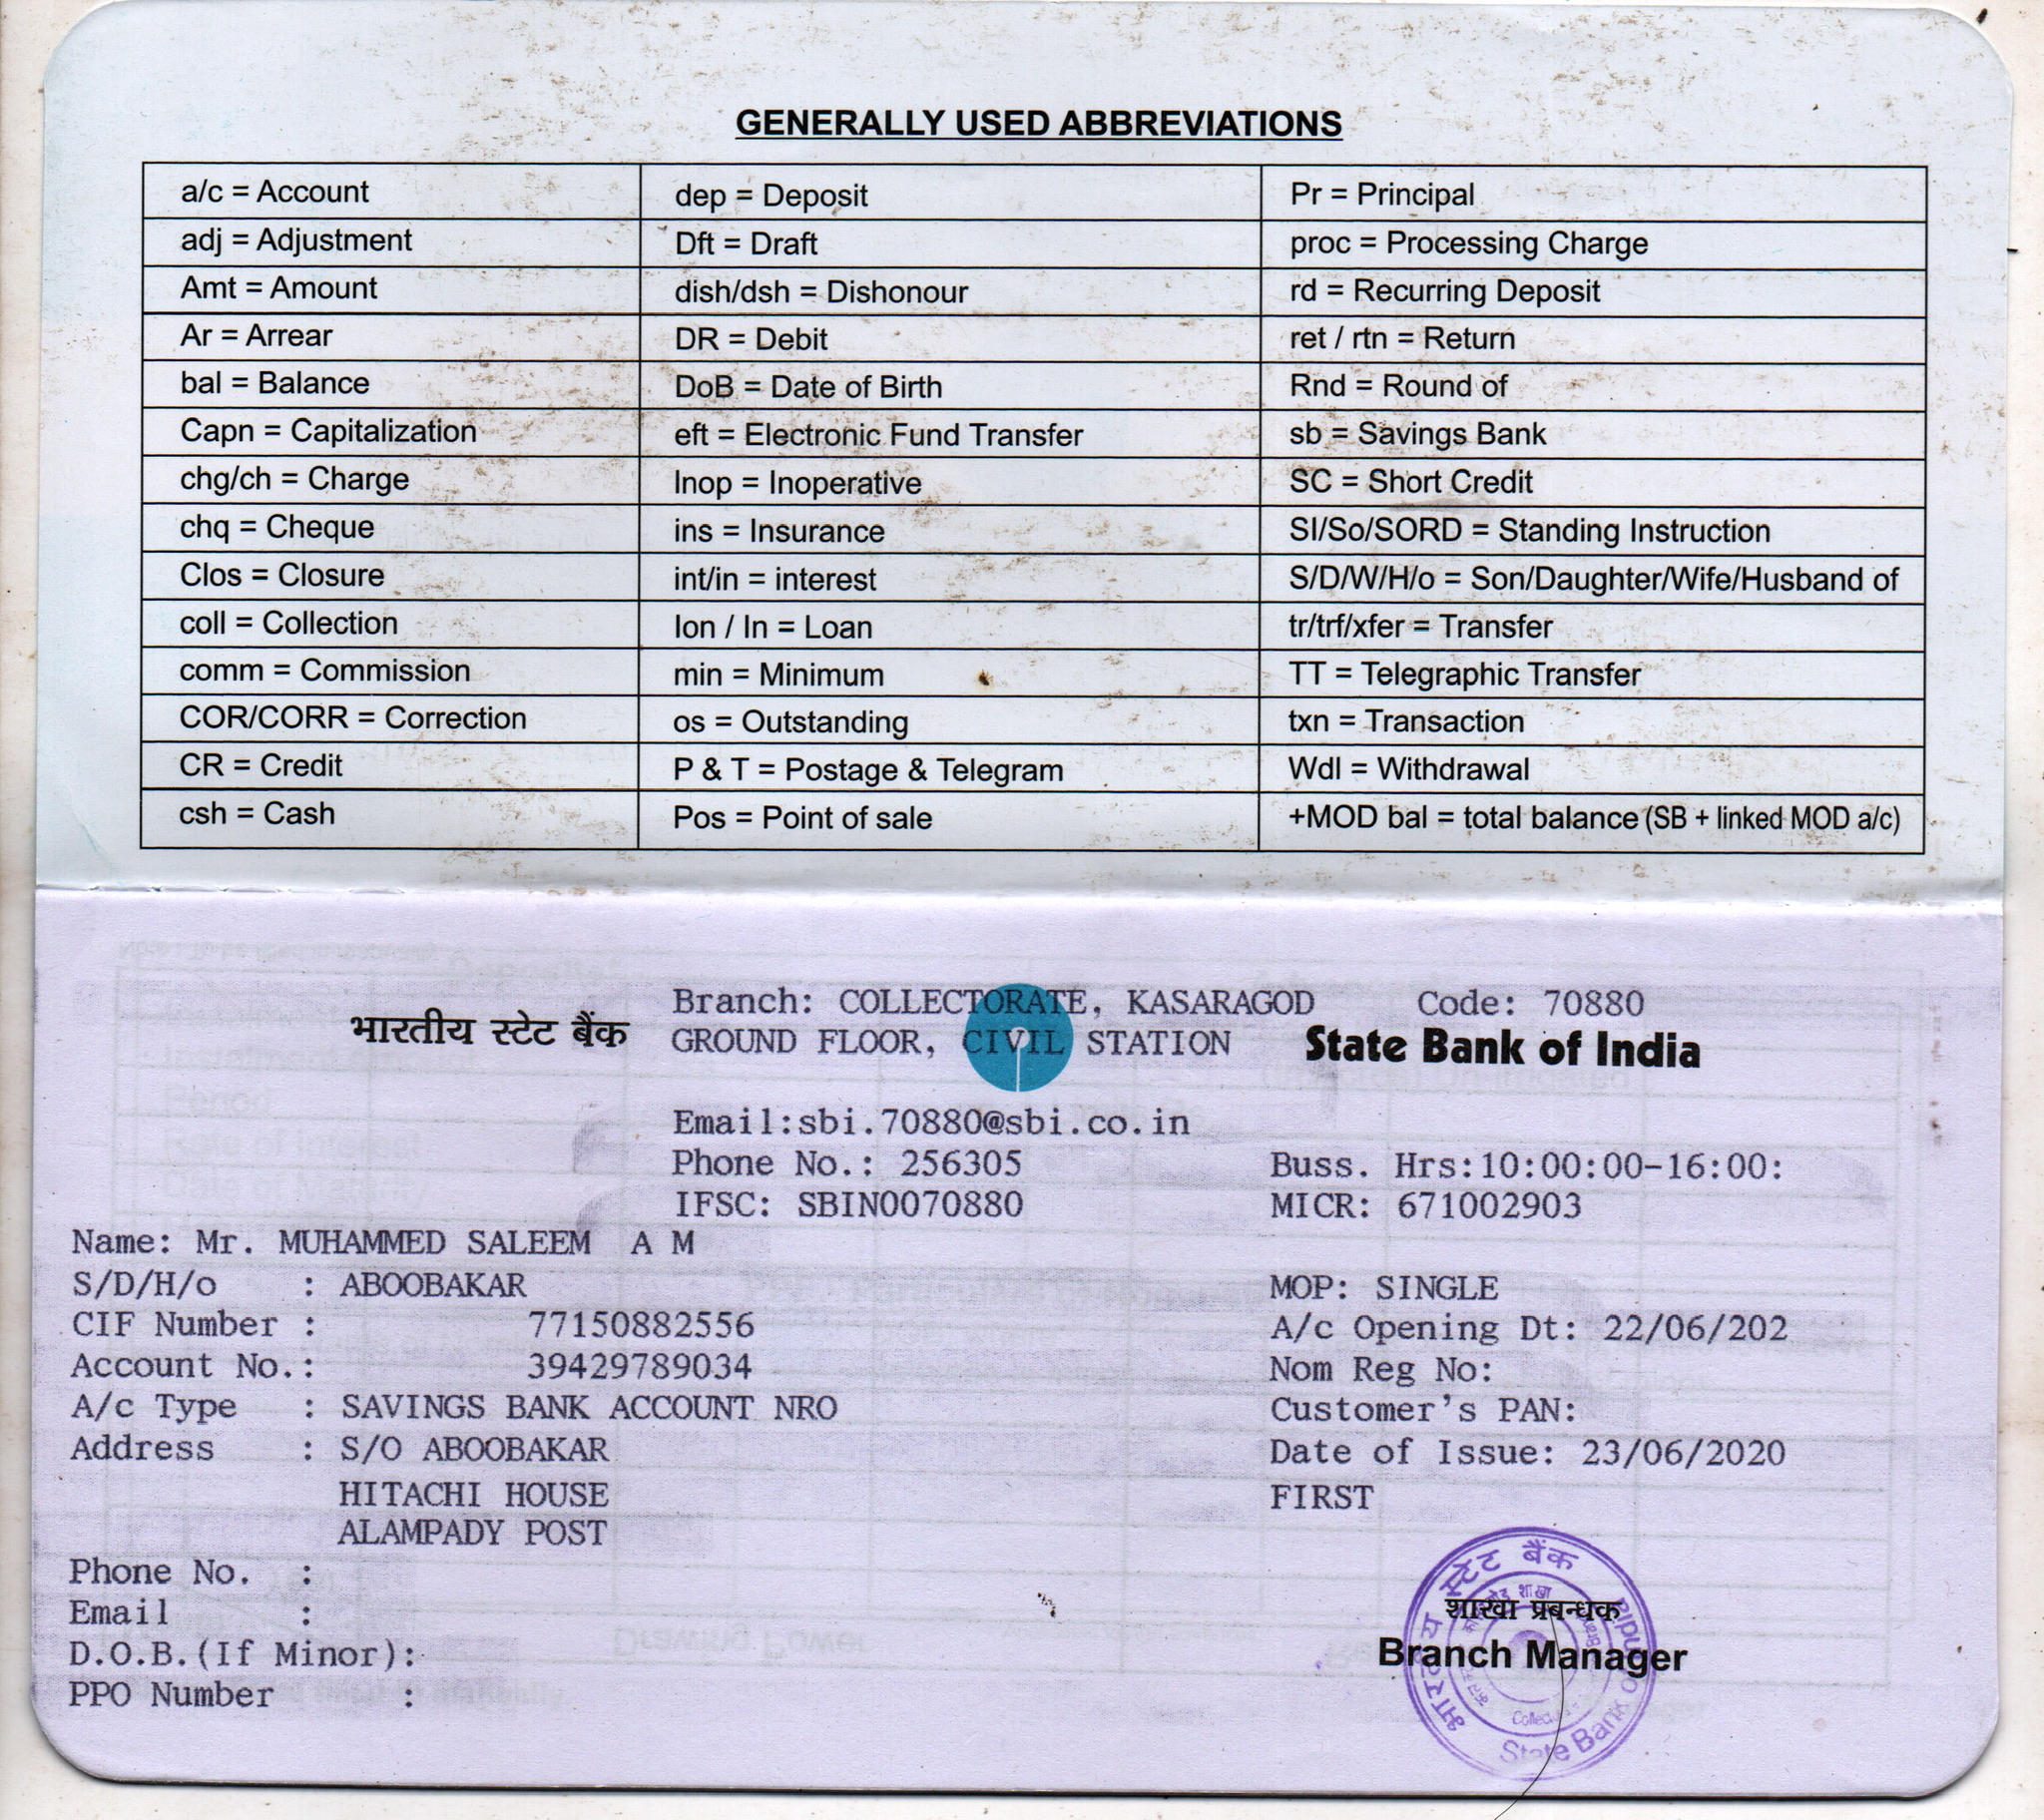 GENERALLY USED ABBREVIATIONS
a/c = Account	dep = Deposit	Pr = Principal
adj = Adjustment	Dft = Draft	proc = Processing Charge
Amt = Amount	dish/dsh = Dishonour	rd = Recurring Deposit
Ar = Arrear	DR = Debit	ret / rtn = Return
bal = Balance	DoB = Date of Birth	Rnd = Round of
Capn = Capitalization	eft = Electronic Fund Transfer	sb = Savings Bank
chg/ch = Charge	Inop = Inoperative	SC = Short Credit
chq = Cheque	ins = Insurance	SI/So/SORD = Standing Instruction
Clos = Closure	int/in = interest	S/D/W/H/o = Son/Daughter/Wife/Husband of
coll = Collection	lon / ln = Loan	tr/trf/xfer = Transfer
comm = Commission	min = Minimum	TT = Telegraphic Transfer
COR/CORR = Correction	os = Outstanding	txn = Transaction
CR = Credit	P & T = Postage & Telegram	Wdl = Withdrawal
csh = Cash	Pos = Point of sale	+MOD bal = total balance (SB + linked MOD a/c)
Branch: COLLECTORATE, KASARAGOD Code: 70880
भारतीय स्टेट बैंक GROUND FLOOR, CIVIL STATION State Bank of India
Email:sbi.70880@sbi.co.in
Phone No.: 256305 Buss. Hrs:10:00:00-16:00:
IFSC: SBIN0070880 MICR: 671002903
Name: Mr. MUHAMMED SALEEM A M
S/D/H/o : ABOOBAKAR MOP: SINGLE
CIF Number : 77150882556 A/c Opening Dt: 22/06/202
Account No.: 39429789034 Nom Reg No:
A/c Type : SAVINGS BANK ACCOUNT NRO Customer's PAN:
Address : S/O ABOOBAKAR Date of Issue: 23/06/2020
HITACHI HOUSE FIRST
ALAMPADY POST
Phone No. :
Email :
D.O.B.(If Minor):
PPO Number :
भारतीय स्टेट बैंक
शाखा
शाखा प्रबन्धक
Branch Manager
State Bank of India